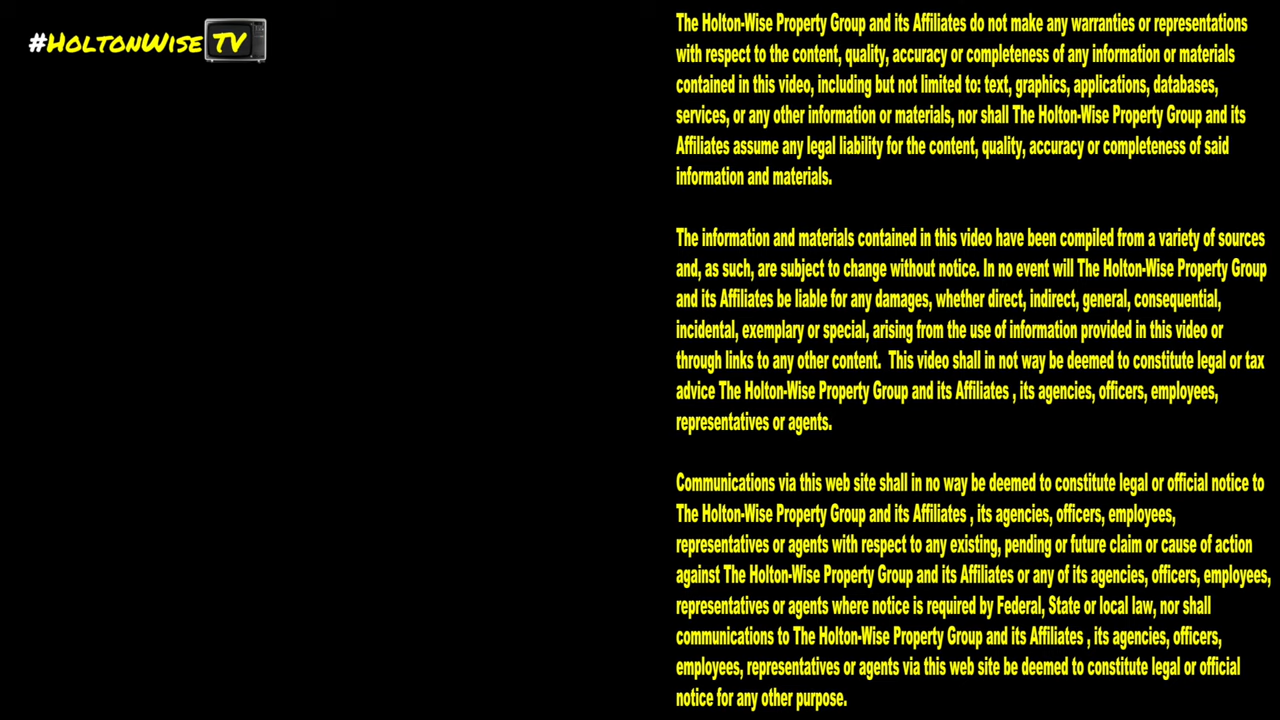 #HOLTONWISE TV
The Holton-Wise Property Group and its Affiliates do not make any warranties or representations
with respect to the content, quality, accuracy or completeness of any information or materials
contained in this video, including but not limited to: text, graphics, applications, databases,
services, or any other information or materials, nor shall The Holton-Wise Property Group and its
Affiliates assume any legal liability for the content, quality, accuracy or completeness of said
information and materials.
The information and materials contained in this video have been compiled from a variety of sources
and, as such, are subject to change without notice. In no event will The Holton-Wise Property Group
and its Affiliates be liable for any damages, whether direct, indirect, general, consequential,
incidental, exemplary or special, arising from the use of information provided in this video or
through links to any other content.  This video shall in not way be deemed to constitute legal or tax
advice The Holton-Wise Property Group and its Affiliates , its agencies, officers, employees,
representatives or agents.
Communications via this web site shall in no way be deemed to constitute legal or official notice to
The Holton-Wise Property Group and its Affiliates , its agencies, officers, employees,
representatives or agents with respect to any existing, pending or future claim or cause of action
against The Holton-Wise Property Group and its Affiliates or any of its agencies, officers, employees,
representatives or agents where notice is required by Federal, State or local law, nor shall
communications to The Holton-Wise Property Group and its Affiliates , its agencies, officers,
employees, representatives or agents via this web site be deemed to constitute legal or official
notice for any other purpose.